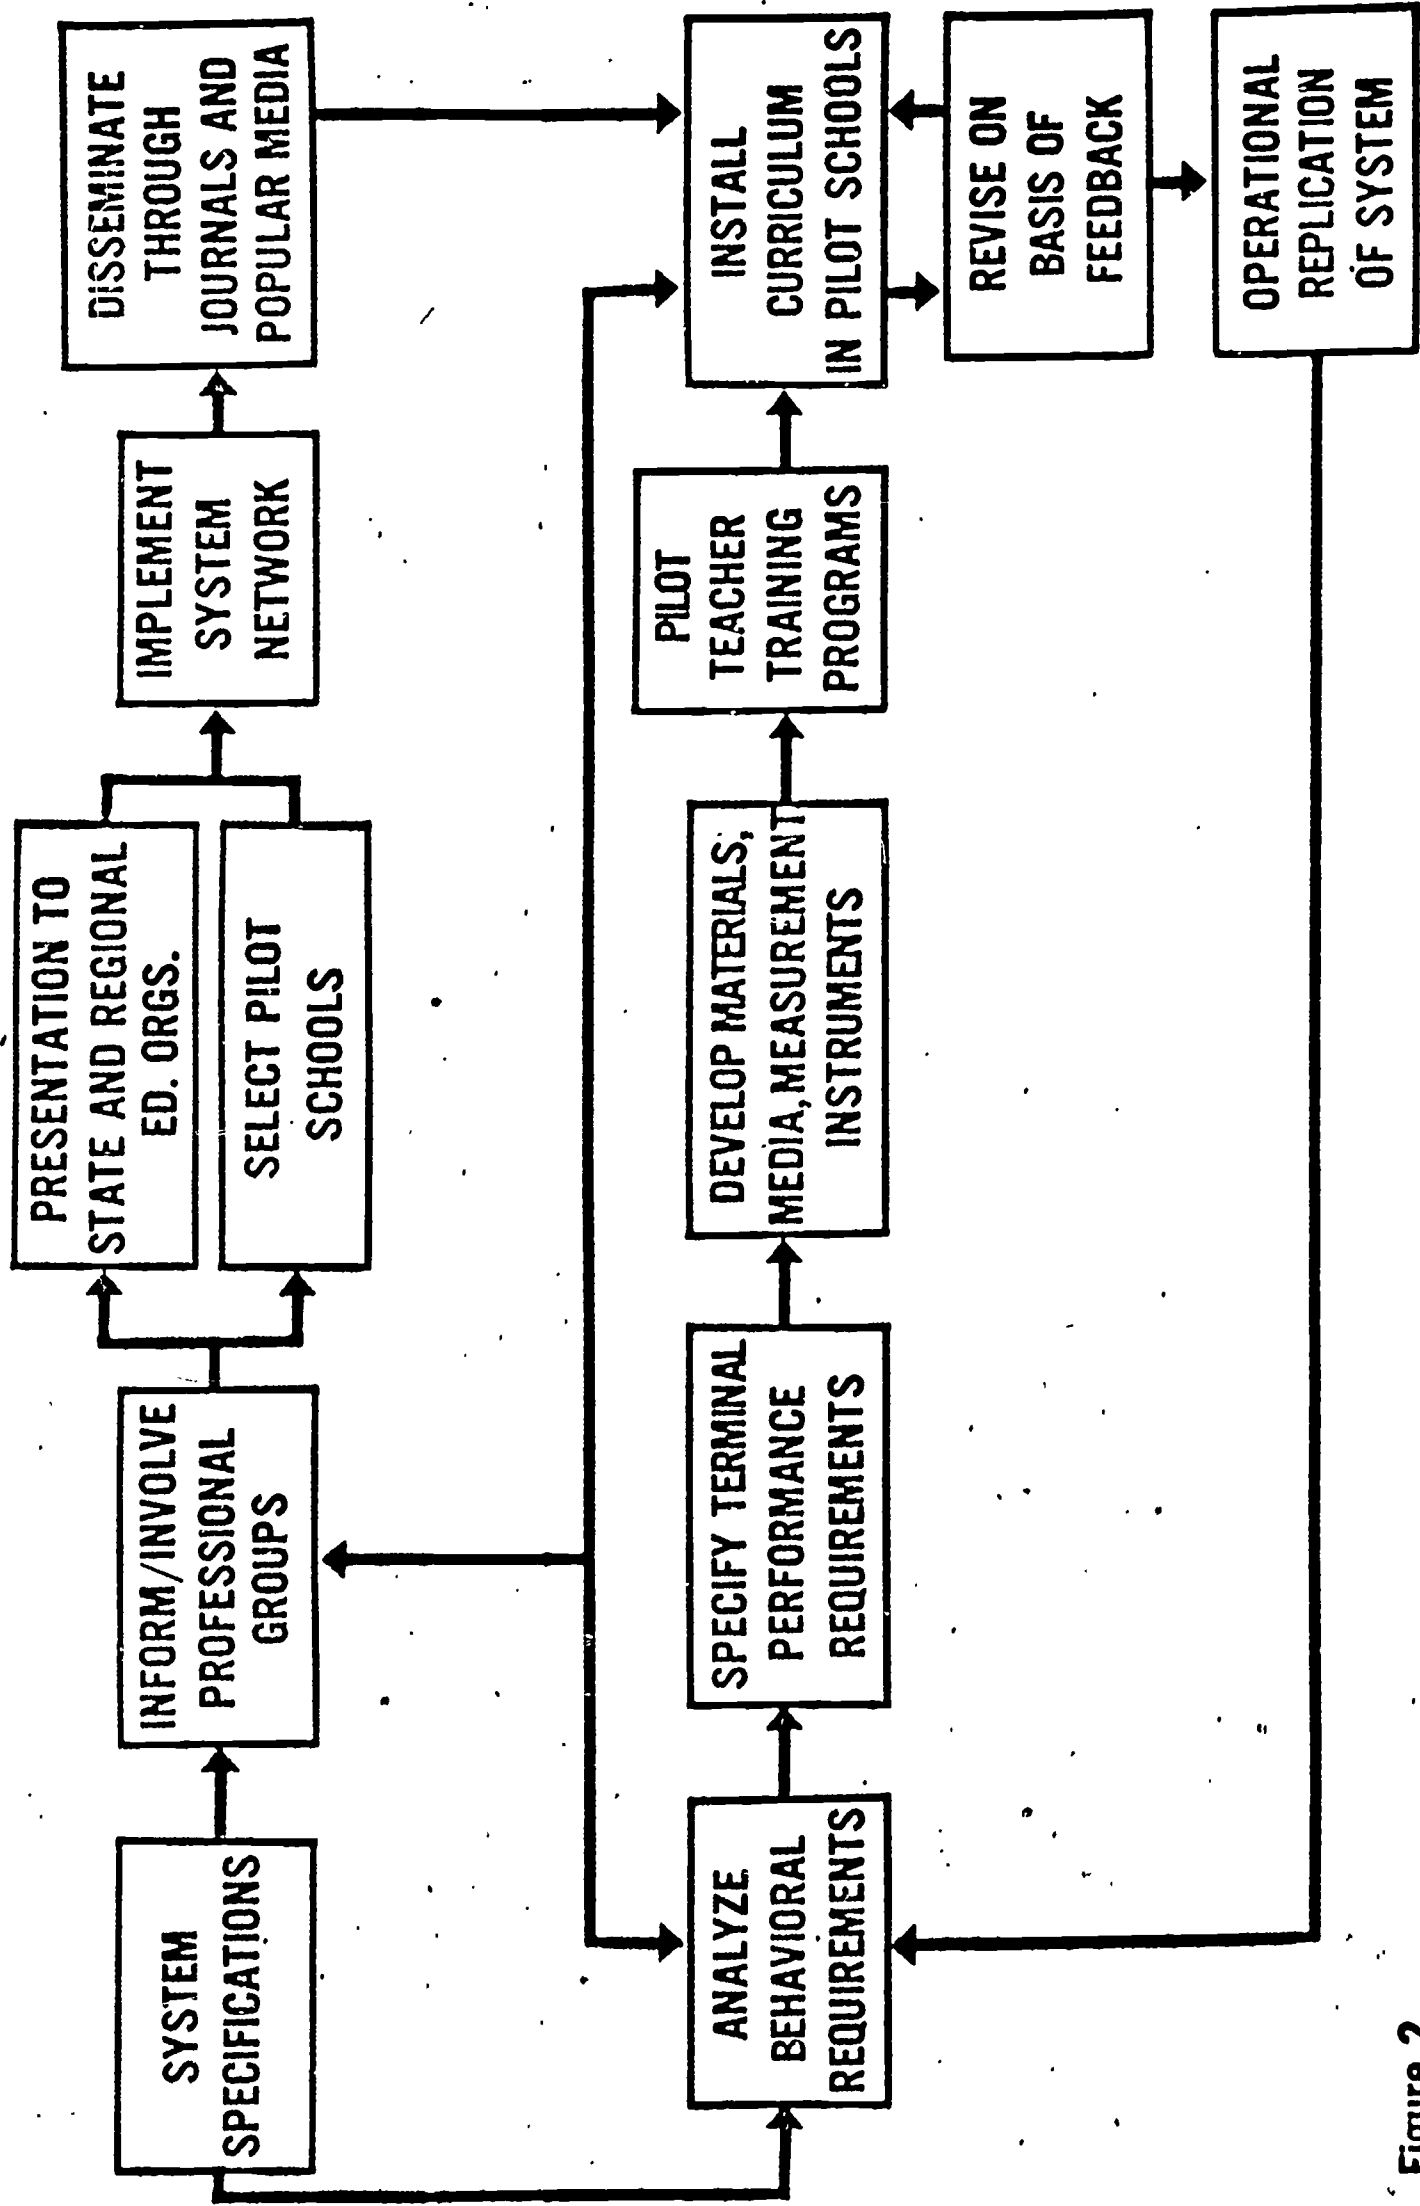 SYSTEM
SPECIFICATIONS
INFORM/INVOLVE
PROFESSIONAL
GROUPS
PRESENTATION TO
STATE AND REGIONAL
ED. ORGS.
SELECT PILOT
SCHOOLS
IMPLEMENT
SYSTEM
NETWORK
DISSEMINATE
THROUGH
JOURNALS AND
POPULAR MEDIA
ANALYZE
BEHAVIORAL
REQUIREMENTS
SPECIFY TERMINAL
PERFORMANCE
REQUIREMENTS
DEVELOP MATERIALS,
MEDIA, MEASUREMENT
INSTRUMENTS
PILOT
TEACHER
TRAINING
PROGRAMS
INSTALL
CURRICULUM
IN PILOT SCHOOLS
REVISE ON
BASIS OF
FEEDBACK
OPERATIONAL
REPLICATION
OF SYSTEM
Figure 2